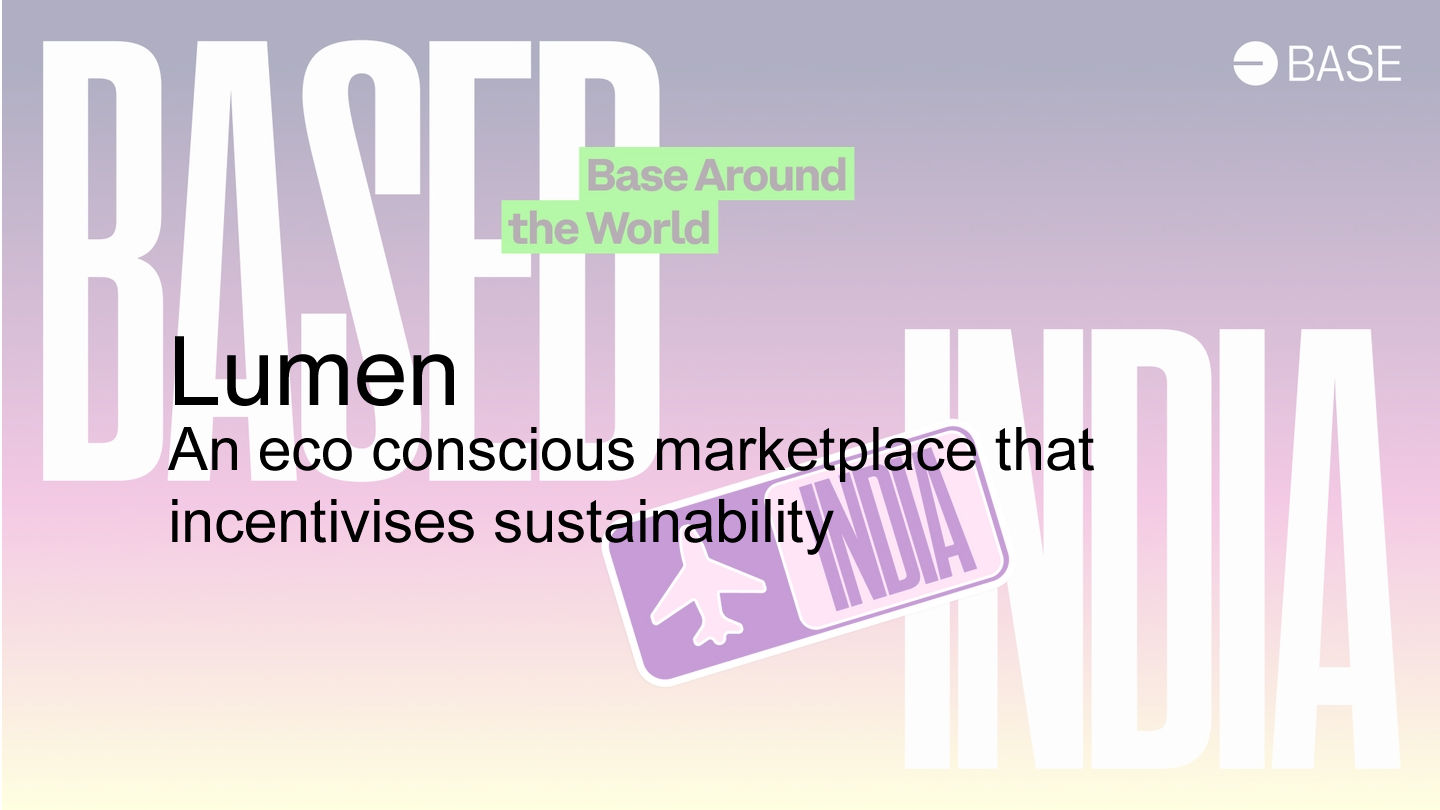 BASED
BASE
Base Around
the World
Lumen
An eco conscious marketplace that
incentivises sustainability
INDIA
INDIA